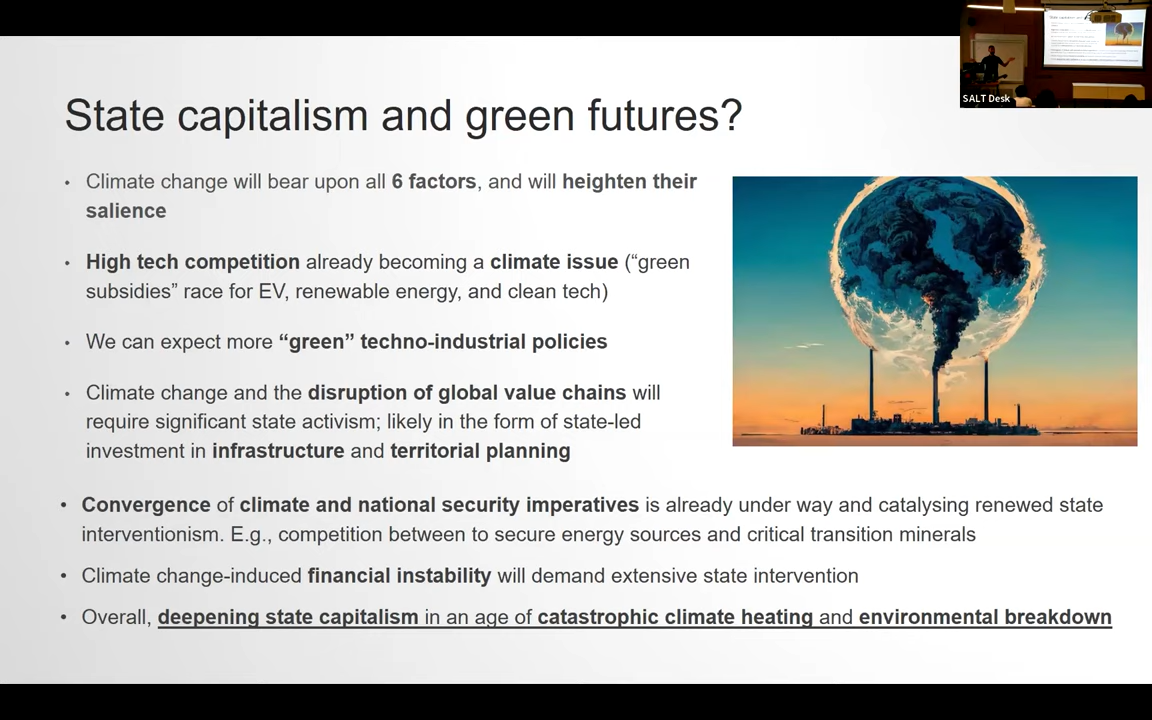 State capitalism and green futures?
• Climate change will bear upon all 6 factors, and will heighten their
salience
• High tech competition already becoming a climate issue (“green
subsidies” race for EV, renewable energy, and clean tech)
• We can expect more “green” techno-industrial policies
• Climate change and the disruption of global value chains will
require significant state activism; likely in the form of state-led
investment in infrastructure and territorial planning
• Convergence of climate and national security imperatives is already under way and catalysing renewed state
interventionism. E.g., competition between to secure energy sources and critical transition minerals
• Climate change-induced financial instability will demand extensive state intervention
• Overall, deepening state capitalism in an age of catastrophic climate heating and environmental breakdown
SALT Desk